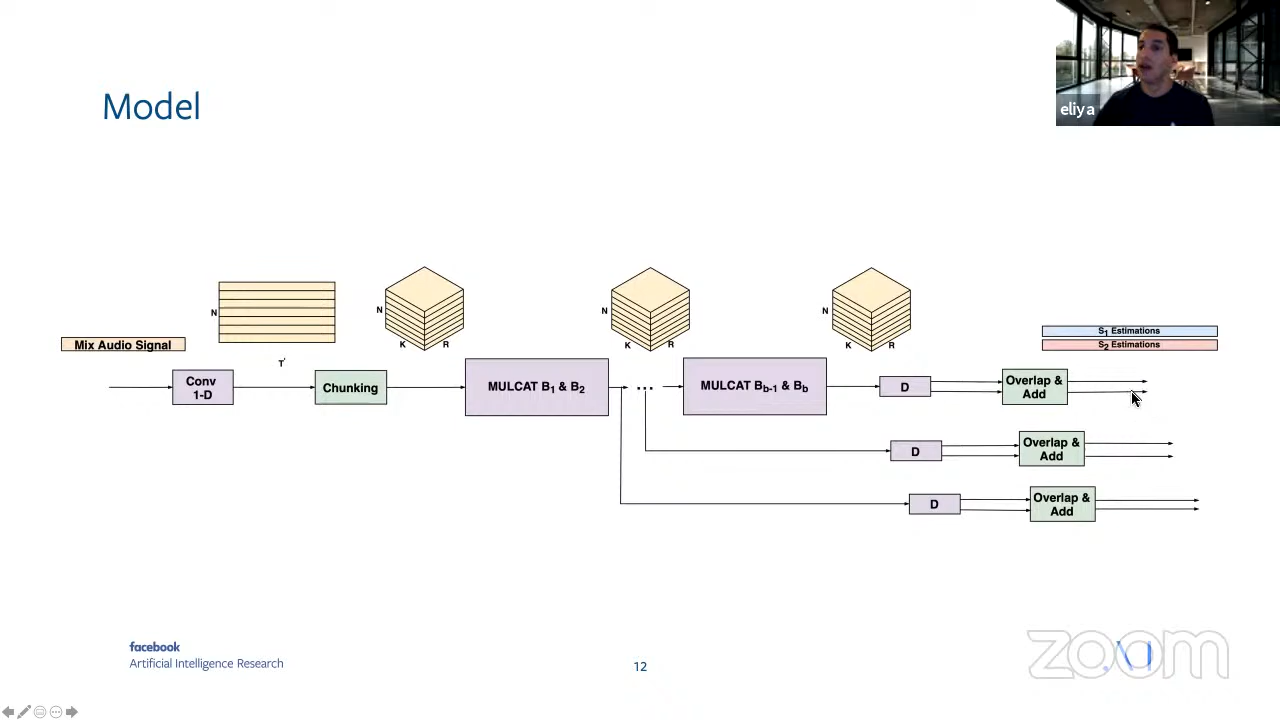 eliya
Model
N
T'
Mix Audio Signal
N
K
R
N
K
R
N
K
R
S1 Estimations
S2 Estimations
Conv
1-D
Chunking
MULCAT B1 & B2
...
MULCAT Bb-1 & Bb
D
Overlap &
Add
D
Overlap &
Add
D
Overlap &
Add
facebook
Artificial Intelligence Research
12
zoom